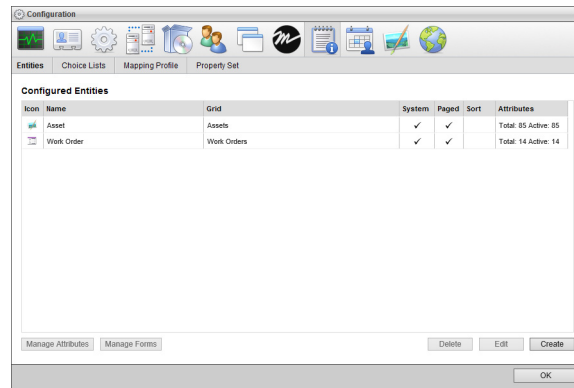 Configuration
Entities Choice Lists Mapping Profile Property Set
Configured Entities
Icon Name Grid System Paged Sort Attributes
Asset Assets ✓ ✓ Total: 85 Active: 85
Work Order Work Orders ✓ ✓ Total: 14 Active: 14
Manage Attributes Manage Forms Delete Edit Create
OK